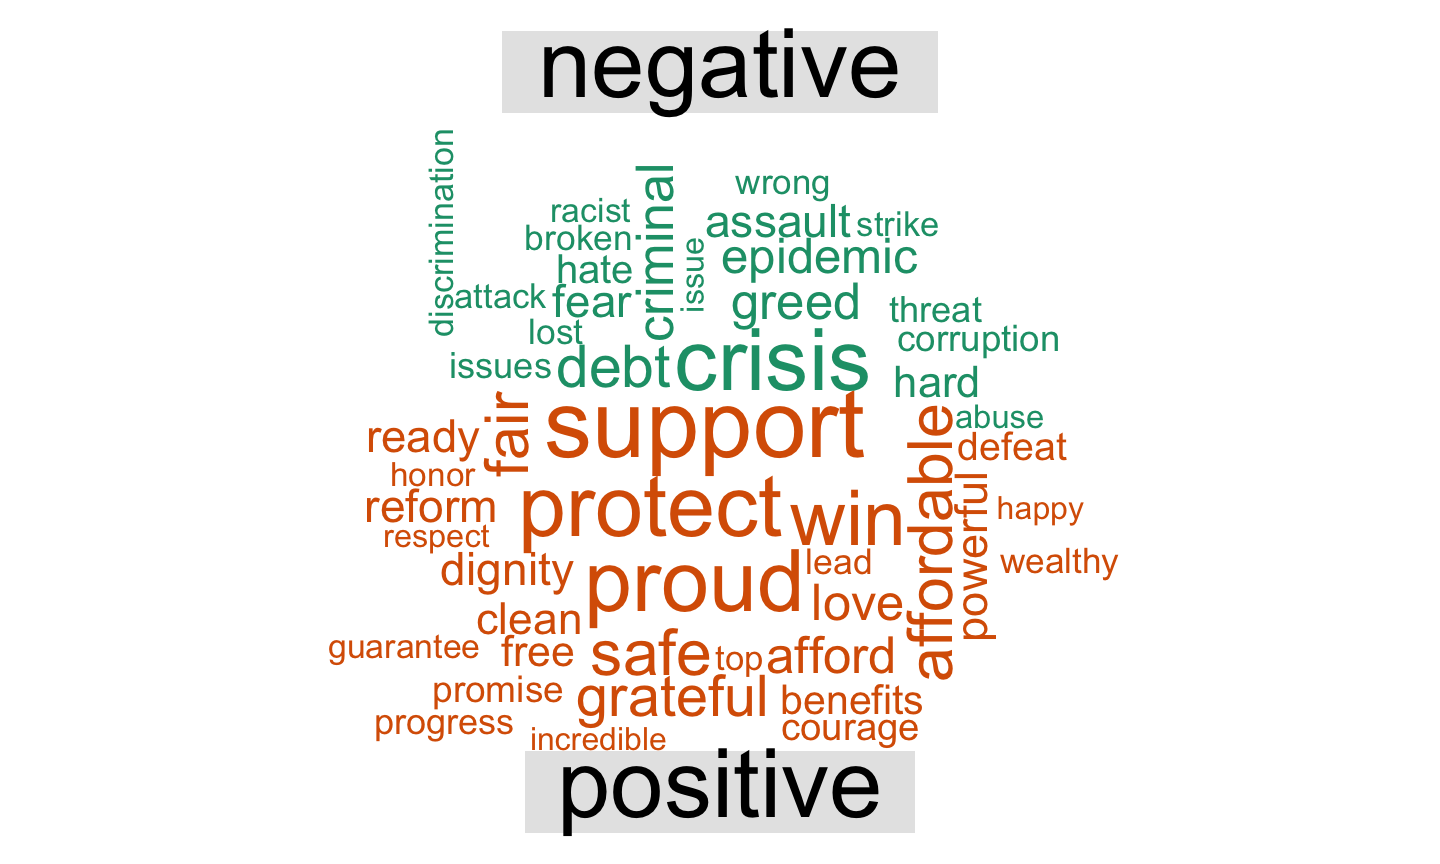 negative
discrimination
criminal
wrong
racist
assault
strike
broken
issue
epidemic
hate
attack
fear
greed
threat
lost
corruption
issues
debt
crisis
hard
fair
support
affordable
abuse
ready
defeat
honor
powerful
reform
protect
win
happy
respect
dignity
proud
lead
wealthy
love
clean
guarantee
free
safe
top
afford
promise
grateful
benefits
progress
courage
incredible
positive